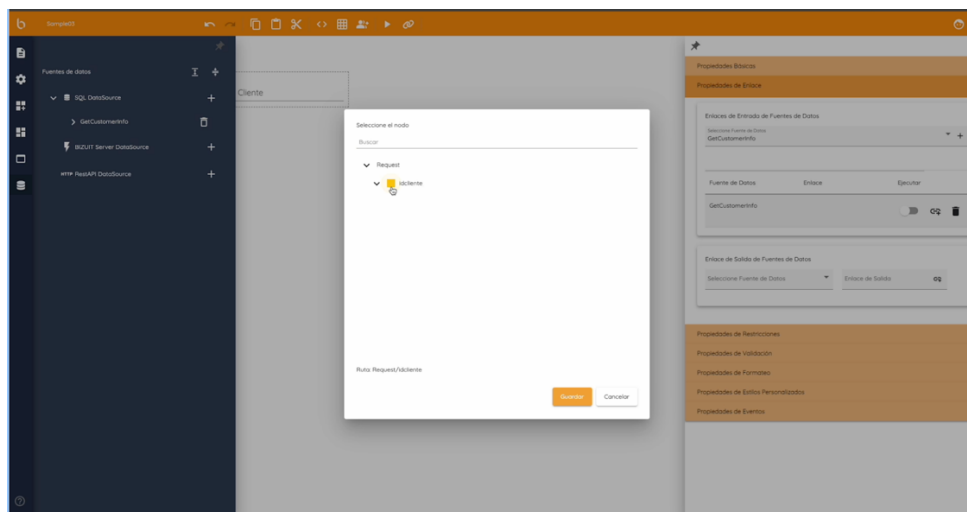 Sample01
Fuentes de datos
SQL DataSource
GetCustomerInfo
BIZUIT Server DataSource
HTTP RestAPI DataSource
Cliente
Seleccione el nodo
Buscar
Request
idcliente
Ruta: Request/idcliente
Guardar
Cancelar
Propiedades Básicas
Propiedades de Enlace
Enlaces de Entrada de Fuentes de Datos
Seleccione Fuente de Datos
GetCustomerInfo
Fuente de Datos Enlace Ejecutar
GetCustomerInfo
Enlace de Salida de Fuentes de Datos
Seleccione Fuente de Datos Enlace de Salida
Propiedades de Restricciones
Propiedades de Validación
Propiedades de Formateo
Propiedades de Estilos Personalizados
Propiedades de Eventos